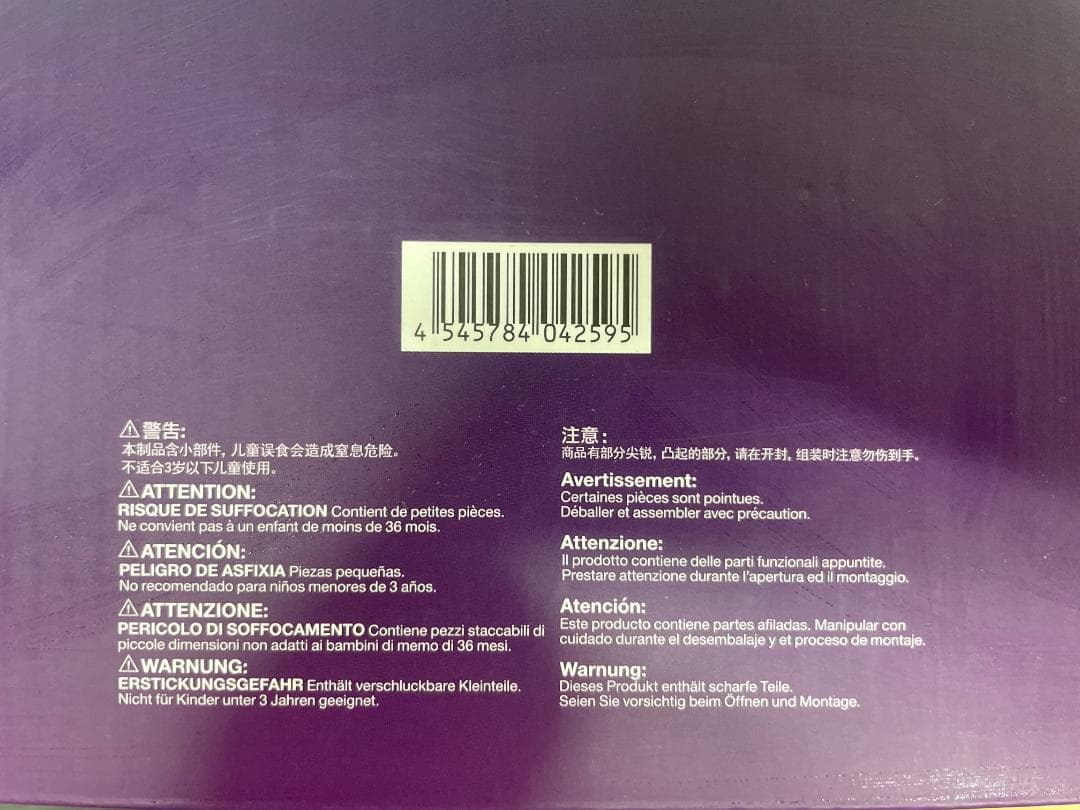 4 545784 042595
⚠警告:
本制品含小部件, 儿童误食会造成窒息危险。
不适合3岁以下儿童使用。
⚠ATTENTION:
RISQUE DE SUFFOCATION Contient de petites pièces.
Ne convient pas à un enfant de moins de 36 mois.
⚠ATENCIÓN:
PELIGRO DE ASFIXIA Piezas pequeñas.
No recomendado para niños menores de 3 años.
⚠ATTENZIONE:
PERICOLO DI SOFFOCAMENTO Contiene pezzi staccabili di
piccole dimensioni non adatti ai bambini di memo di 36 mesi.
⚠WARNUNG:
ERSTICKUNGSGEFAHR Enthält verschluckbare Kleinteile.
Nicht für Kinder unter 3 Jahren geeignet.
注意:
商品有部分尖锐, 凸起的部分, 请在开封, 组装时注意勿伤到手。
Avertissement:
Certaines pièces sont pointues.
Déballer et assembler avec précaution.
Attenzione:
Il prodotto contiene delle parti funzionali appuntite.
Prestare attenzione durante l'apertura ed il montaggio.
Atención:
Este producto contiene partes afiladas. Manipular con
cuidado durante el desembalaje y et proceso de montaje.
Warnung:
Dieses Produkt enthält scharfe Teile.
Seien Sie vorsichtig beim Öffnen und Montage.